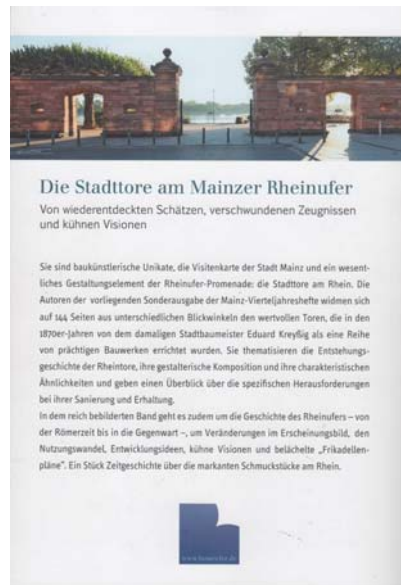 Die Stadttore am Mainzer Rheinufer
Von wiederentdeckten Schätzen, verschwundenen Zeugnissen
und kühnen Visionen
Sie sind baukünstlerische Unikate, die Visitenkarte der Stadt Mainz und ein wesent-
liches Gestaltungselement der Rheinufer-Promenade: die Stadttore am Rhein. Die
Autoren der vorliegenden Sonderausgabe der Mainz-Vierteljahreshefte widmen sich
auf 144 Seiten aus unterschiedlichen Blickwinkeln den wertvollen Toren, die in den
1870er-Jahren von dem damaligen Stadtbaumeister Eduard Kreyßig als eine Reihe
von prächtigen Bauwerken errichtet wurden. Sie thematisieren die Entstehungs-
geschichte der Rheintore, ihre gestalterische Komposition und ihre charakteristischen
Ähnlichkeiten und geben einen Überblick über die spezifischen Herausforderungen
bei ihrer Sanierung und Erhaltung.
In dem reich bebilderten Band geht es zudem um die Geschichte des Rheinufers – von
der Römerzeit bis in die Gegenwart –, um Veränderungen im Erscheinungsbild, den
Nutzungswandel, Entwicklungsideen, kühne Visionen und belächelte „Frikadellen-
pläne". Ein Stück Zeitgeschichte über die markanten Schmuckstücke am Rhein.